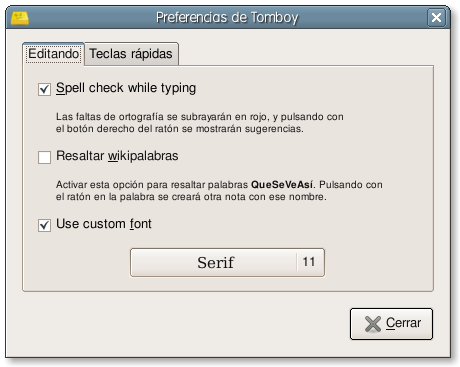 Preferencias de Tomboy
Editando
Teclas rápidas
Spell check while typing
Las faltas de ortografía se subrayarán en rojo, y pulsando con
el botón derecho del ratón se mostrarán sugerencias.
Resaltar wikipalabras
Activar esta opción para resaltar palabras QueSeVeAsí. Pulsando con
el ratón en la palabra se creará otra nota con ese nombre.
Use custom font
Serif 11
Cerrar